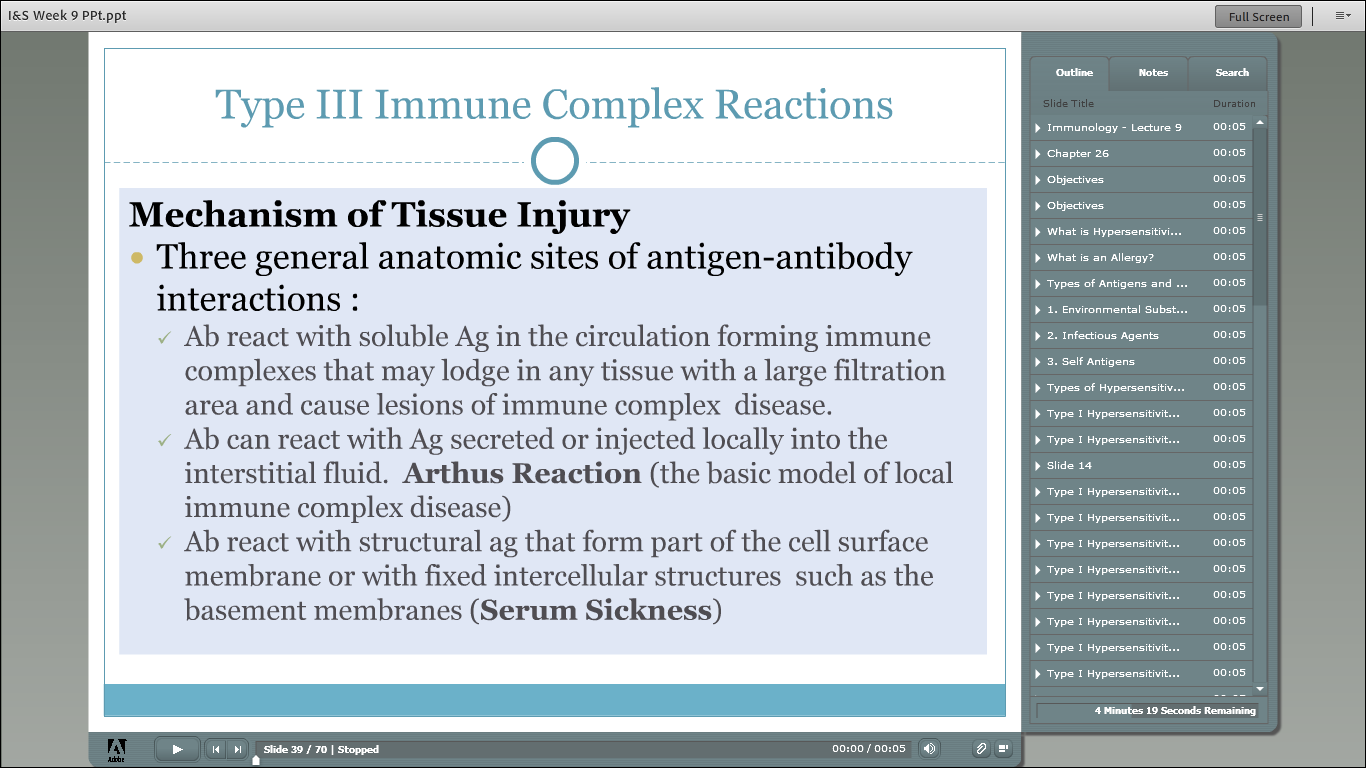 I&S Week 9 PPt.ppt
Full Screen
Type III Immune Complex Reactions
Mechanism of Tissue Injury
Three general anatomic sites of antigen-antibody
interactions :
Ab react with soluble Ag in the circulation forming immune
complexes that may lodge in any tissue with a large filtration
area and cause lesions of immune complex  disease.
Ab can react with Ag secreted or injected locally into the
interstitial fluid.  Arthus Reaction (the basic model of local
immune complex disease)
Ab react with structural ag that form part of the cell surface
membrane or with fixed intercellular structures  such as the
basement membranes (Serum Sickness)
Outline Notes Search
Slide Title Duration
Immunology - Lecture 9 00:05
Chapter 26 00:05
Objectives 00:05
Objectives 00:05
What is Hypersensitivi... 00:05
What is an Allergy? 00:05
Types of Antigens and ... 00:05
1. Environmental Subst... 00:05
2. Infectious Agents 00:05
3. Self Antigens 00:05
Types of Hypersensitiv... 00:05
Type I Hypersensitivit... 00:05
Type I Hypersensitivit... 00:05
Slide 14 00:05
Type I Hypersensitivit... 00:05
Type I Hypersensitivit... 00:05
Type I Hypersensitivit... 00:05
Type I Hypersensitivit... 00:05
Type I Hypersensitivit... 00:05
Type I Hypersensitivit... 00:05
Type I Hypersensitivit... 00:05
Type I Hypersensitivit... 00:05
4 Minutes 19 Seconds Remaining
Adobe
Slide 39 / 70 | Stopped
00:00 / 00:05